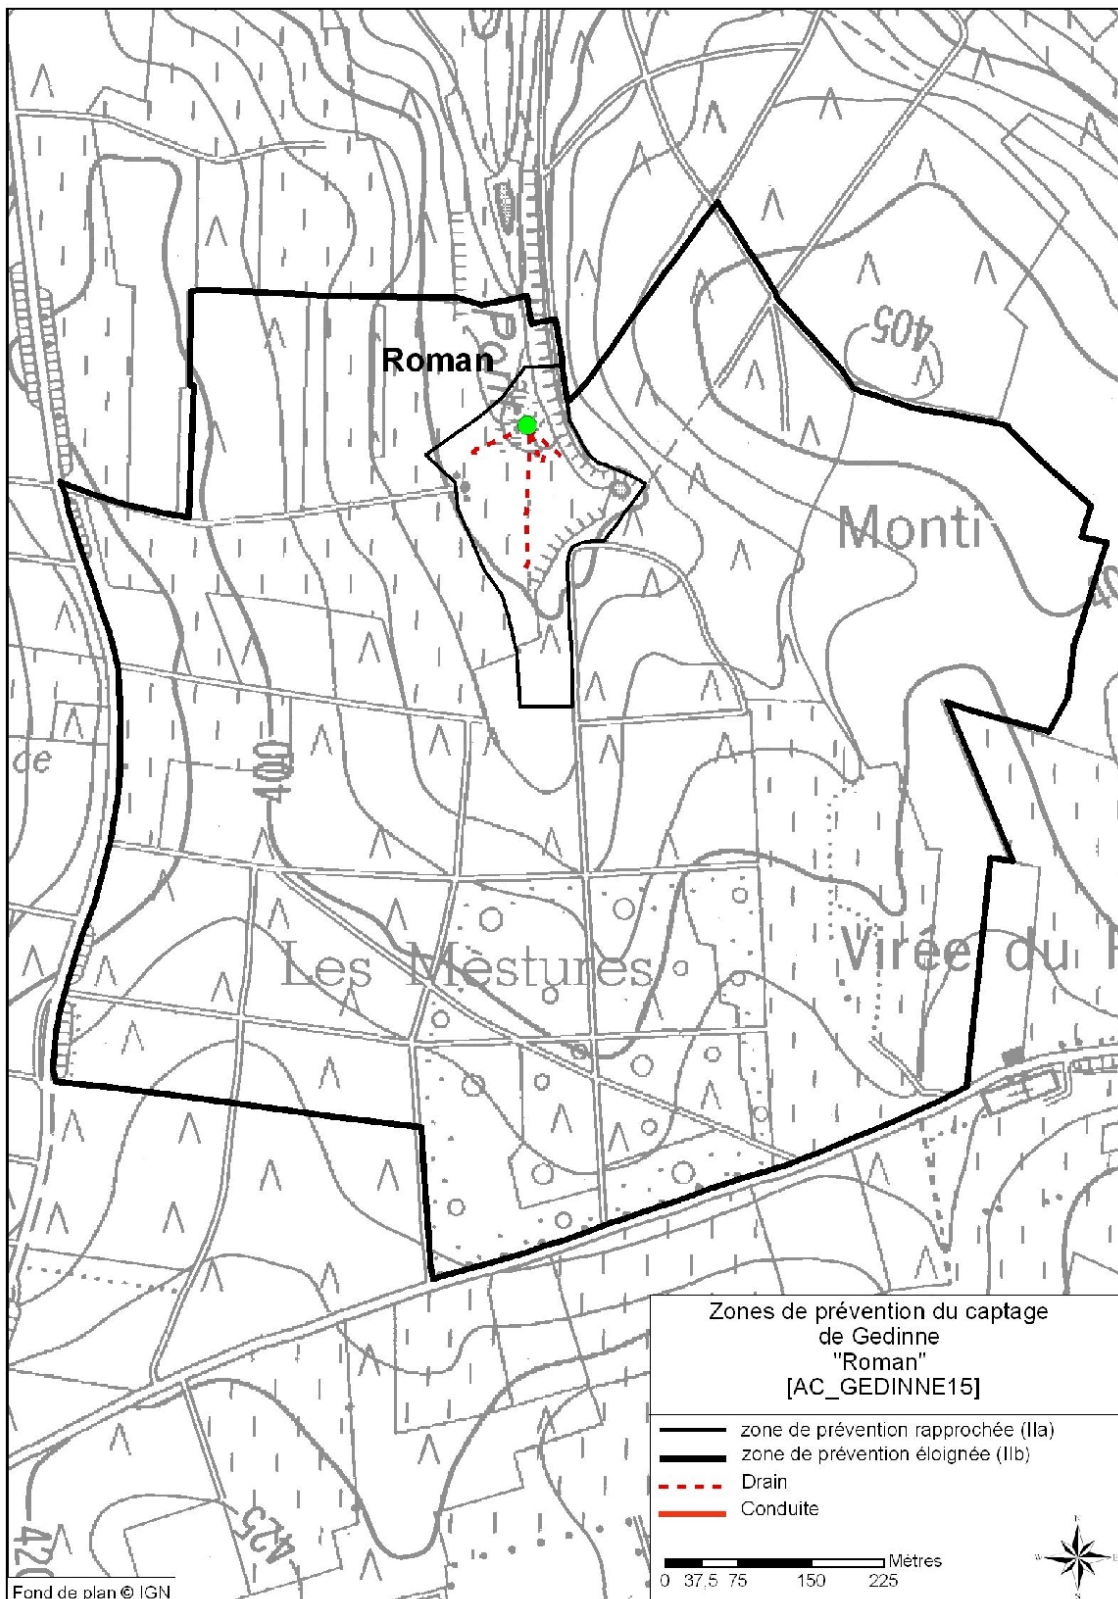 405
Roman
Monti
de
400
Les Mèstures
Virée du
Zones de prévention du captage
de Gedinne
"Roman"
[AC_GEDINNE15]
zone de prévention rapprochée (IIa)
zone de prévention éloignée (IIb)
Drain
Conduite
425
420
Mètres
0 37,5 75 150 225
N
W E
S
Fond de plan © IGN